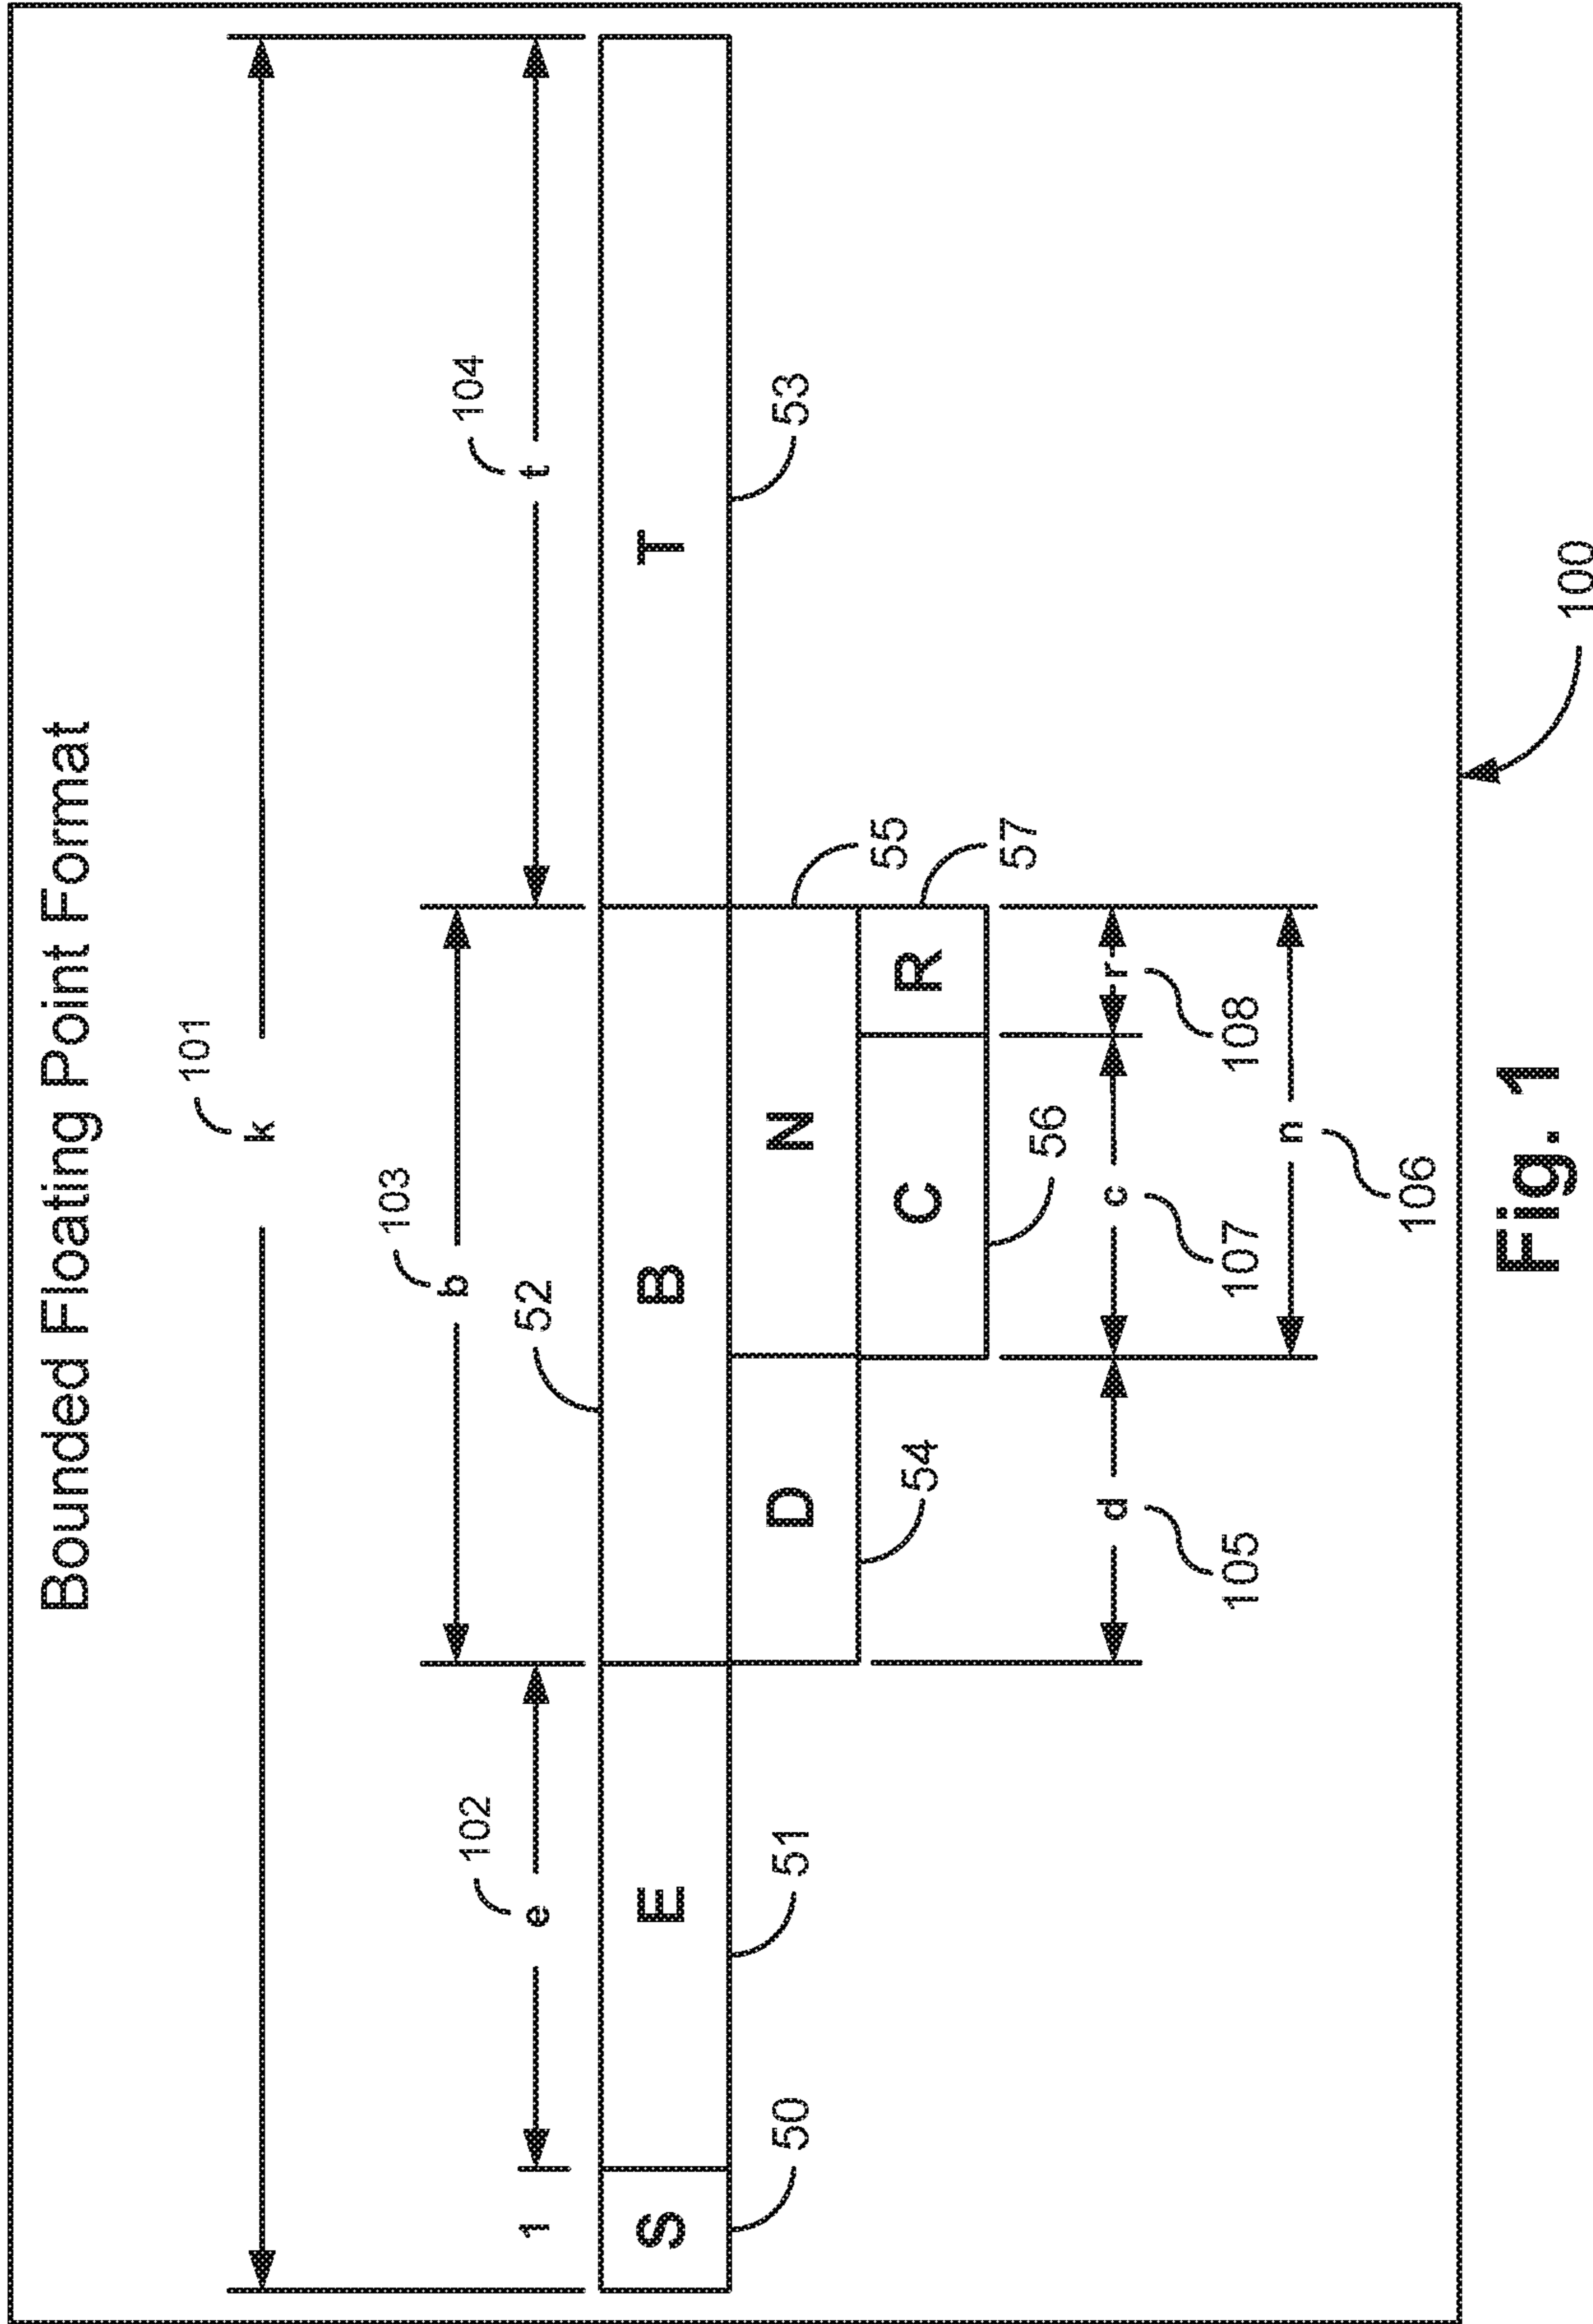 Bounded Floating Point Format
101
k
103
b
102
e
104
t
1
52
S
E
B
T
50
51
53
D
N
55
54
C
R
57
56
d
c
r
105
107
108
n
106
100
Fig. 1